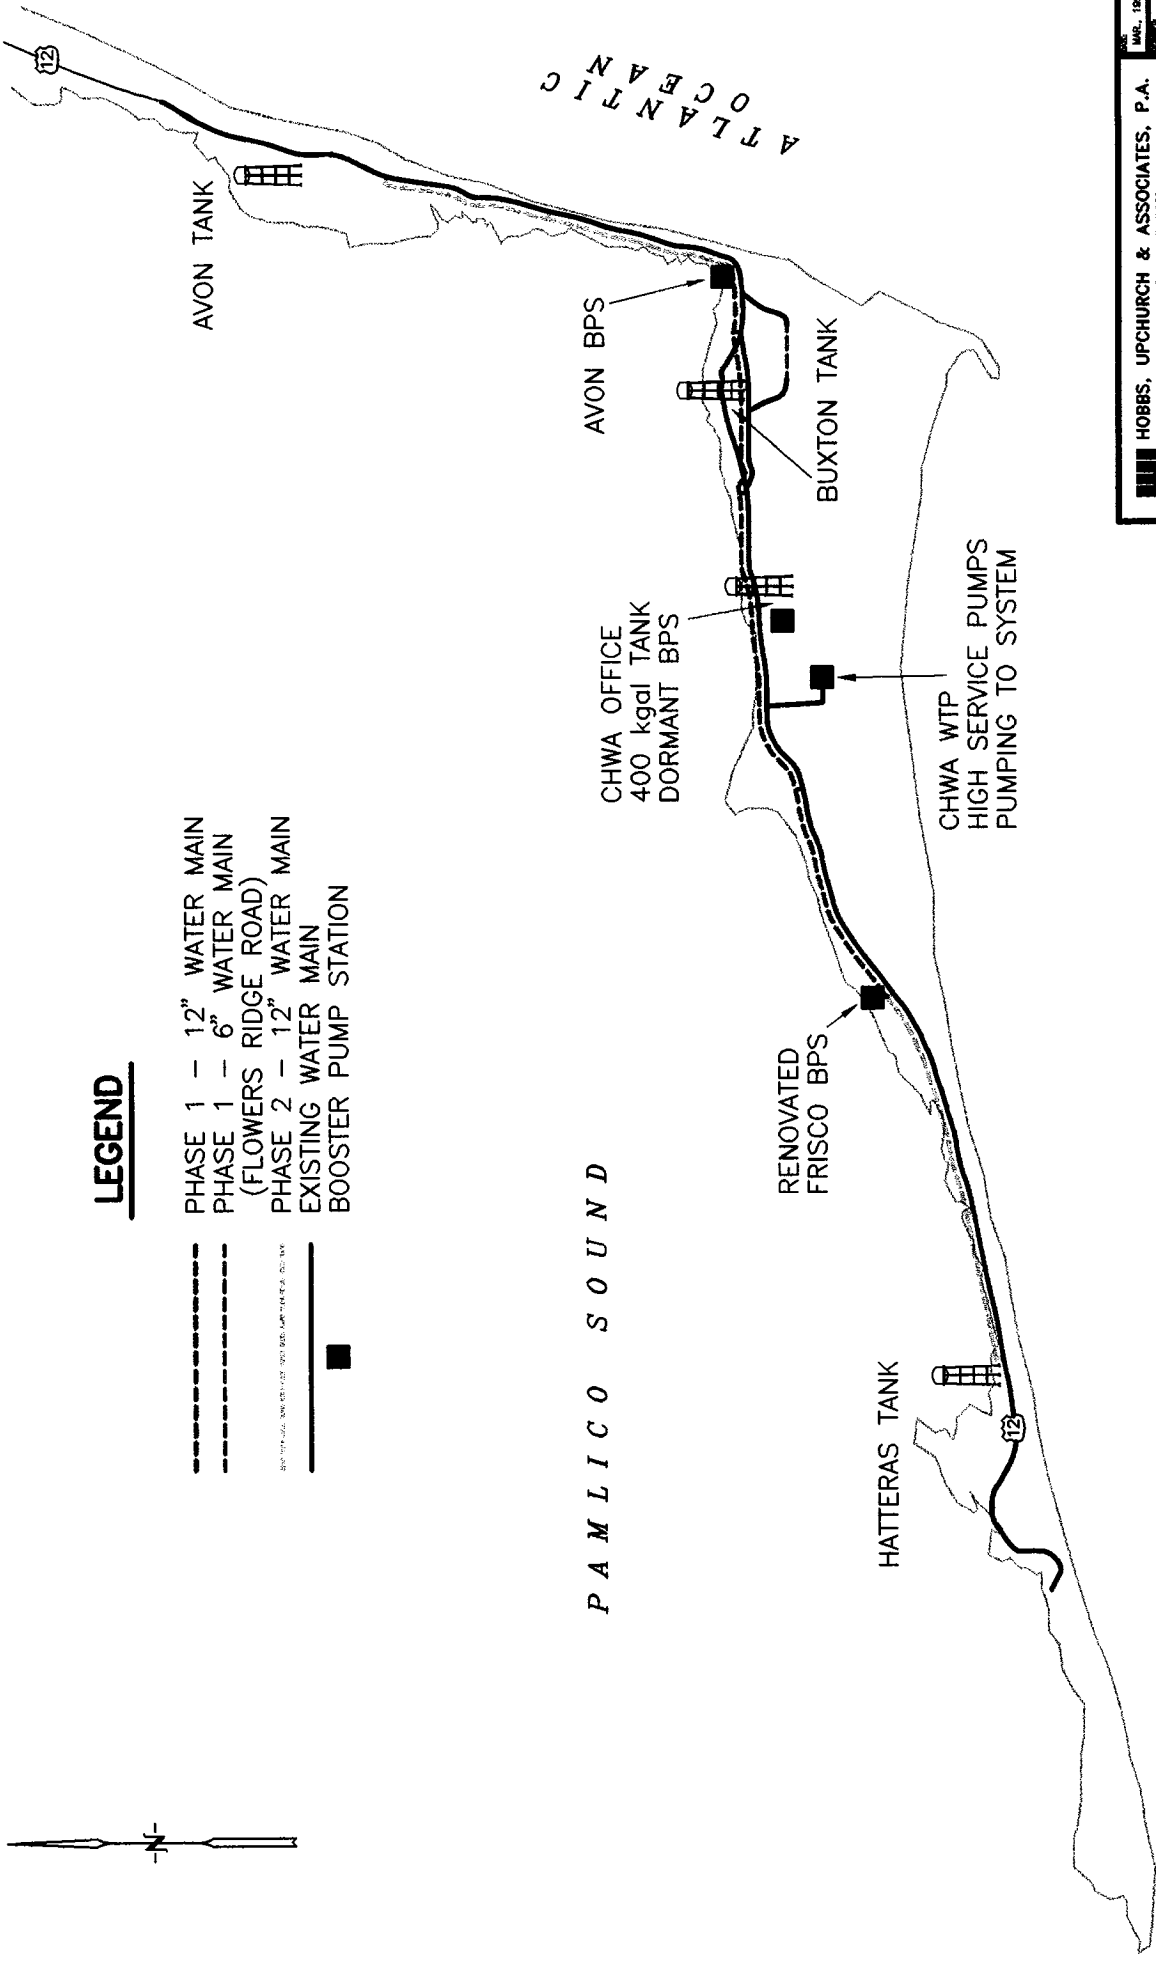 LEGEND
PHASE 1 - 12" WATER MAIN
PHASE 1 - 6" WATER MAIN
(FLOWERS RIDGE ROAD)
PHASE 2 - 12" WATER MAIN
EXISTING WATER MAIN
BOOSTER PUMP STATION
N
12
AVON TANK
ATLANTIC
OCEAN
AVON BPS
BUXTON TANK
CHWA OFFICE
400 kgal TANK
DORMANT BPS
CHWA WTP
HIGH SERVICE PUMPS
PUMPING TO SYSTEM
RENOVATED
FRISCO BPS
PAMLICO SOUND
HATTERAS TANK
12
HOBBS, UPCHURCH & ASSOCIATES, P.A.
MAR.,